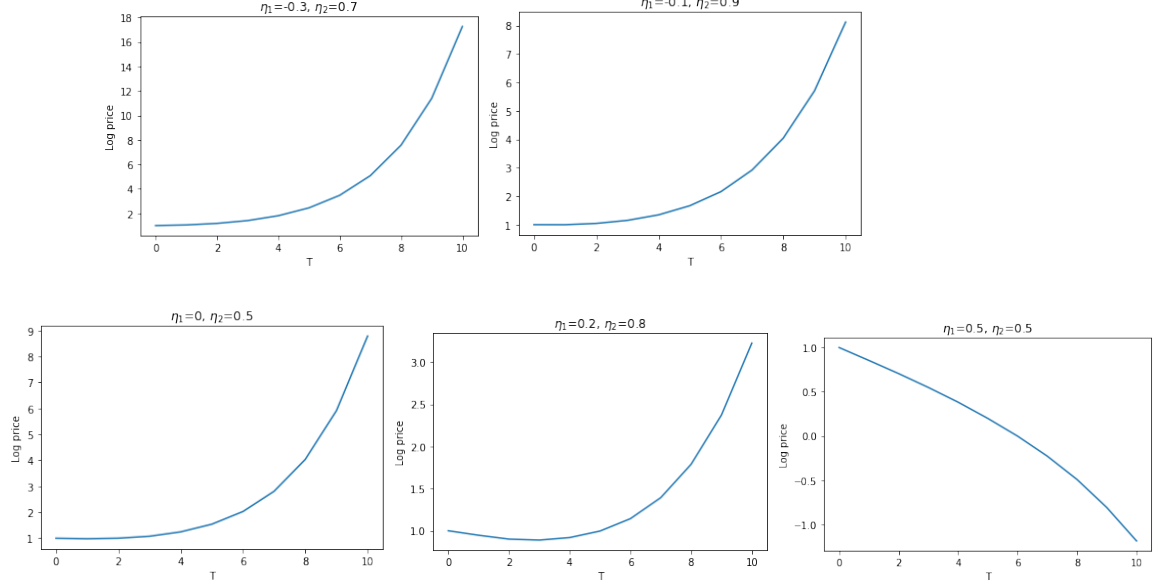 η1=-0.3, η2=0.7
18
16
14
12
10
8
6
4
2
Log price
0 2 4 6 8 10
T
η1=-0.1, η2=0.9
8
7
6
5
4
3
2
1
Log price
0 2 4 6 8 10
T
η1=0, η2=0.5
9
8
7
6
5
4
3
2
1
Log price
0 2 4 6 8 10
T
η1=0.2, η2=0.8
3.0
2.5
2.0
1.5
1.0
Log price
0 2 4 6 8 10
T
η1=0.5, η2=0.5
1.0
0.5
0.0
−0.5
−1.0
Log price
0 2 4 6 8 10
T